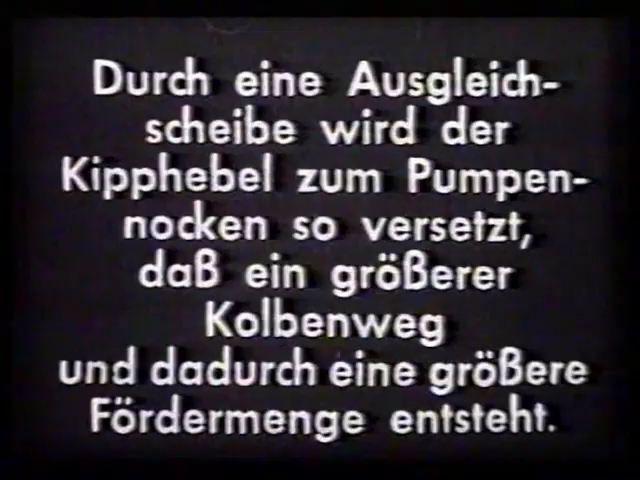 Durch eine Ausgleich-
scheibe wird der
Kipphebel zum Pumpen-
nocken so versetzt,
daß ein größerer
Kolbenweg
und dadurch eine größere
Fördermenge entsteht.